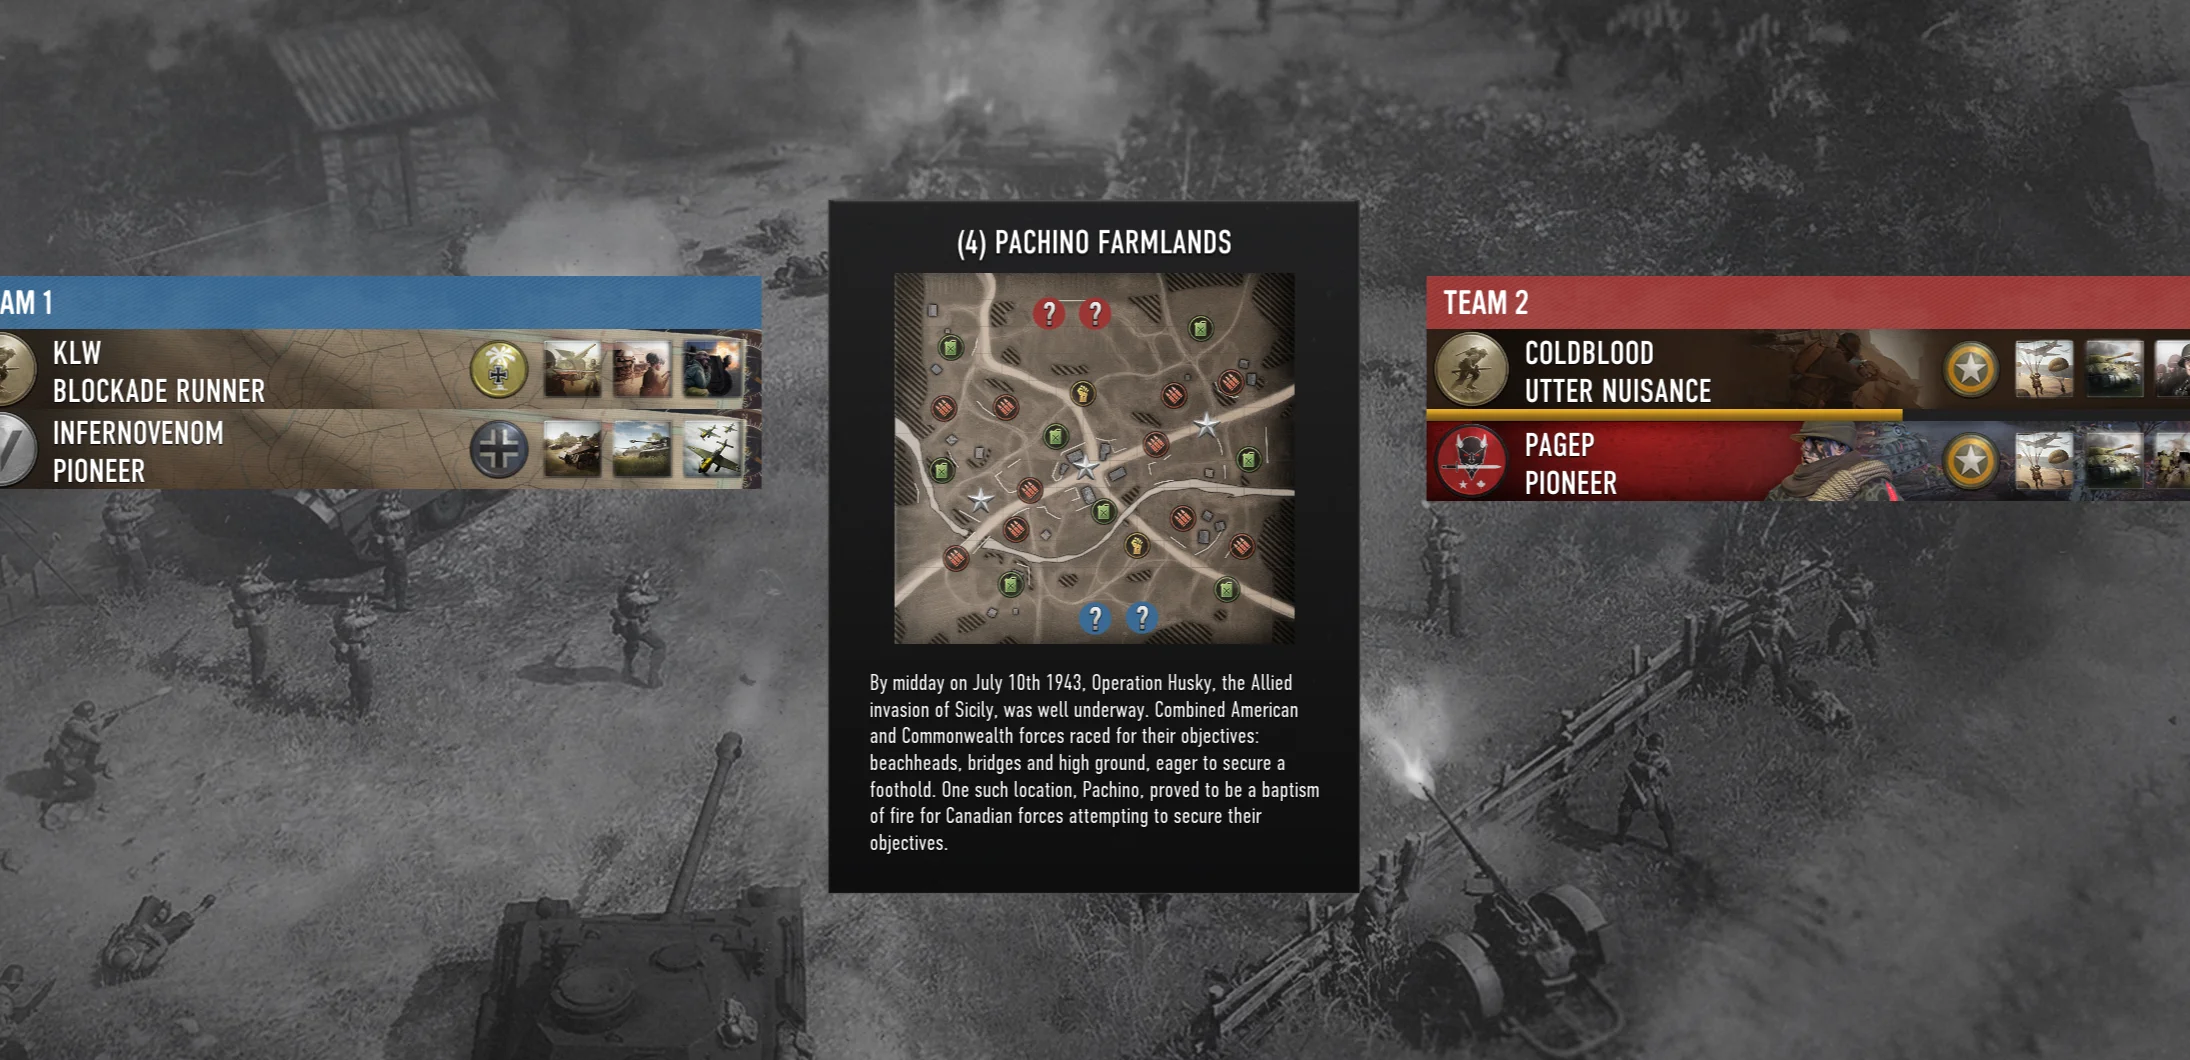 (4) PACHINO FARMLANDS
AM 1
KLW
BLOCKADE RUNNER
INFERNOVENOM
PIONEER
? ?
? ?
By midday on July 10th 1943, Operation Husky, the Allied
invasion of Sicily, was well underway. Combined American
and Commonwealth forces raced for their objectives:
beachheads, bridges and high ground, eager to secure a
foothold. One such location, Pachino, proved to be a baptism
of fire for Canadian forces attempting to secure their
objectives.
TEAM 2
COLDBLOOD
UTTER NUISANCE
PAGEP
PIONEER